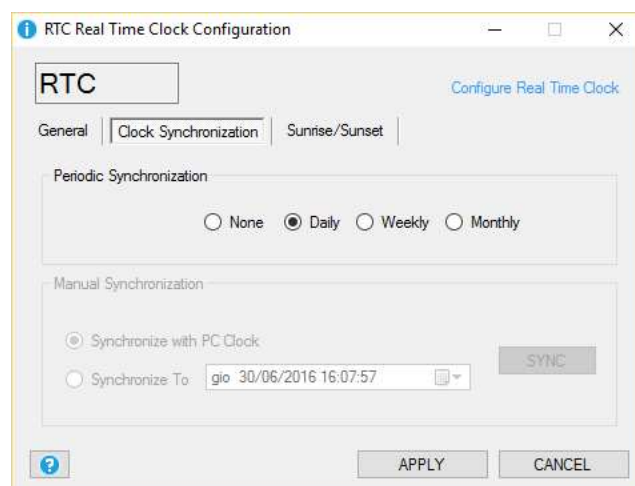 RTC Real Time Clock Configuration
RTC
Configure Real Time Clock
General Clock Synchronization Sunrise/Sunset
Periodic Synchronization
None Daily Weekly Monthly
Manual Synchronization
Synchronize with PC Clock
Synchronize To gio 30/06/2016 16:07:57
SYNC
APPLY CANCEL